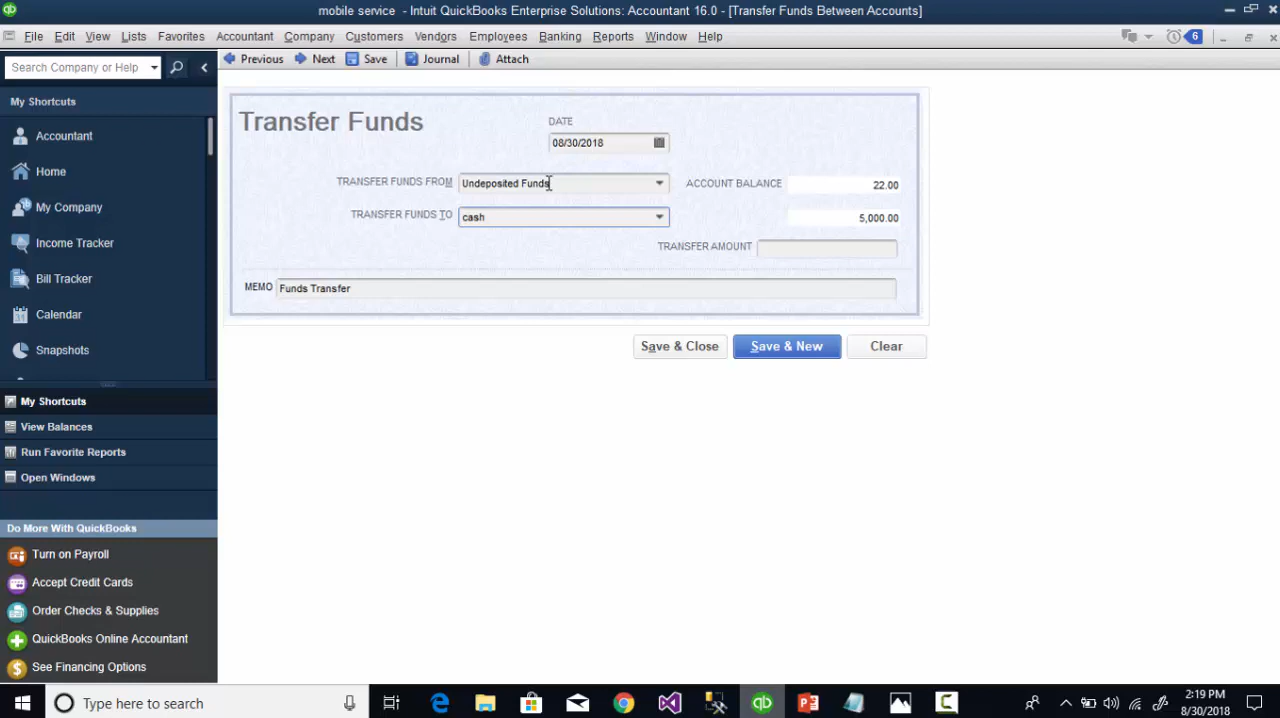 mobile service - Intuit QuickBooks Enterprise Solutions: Accountant 16.0 - [Transfer Funds Between Accounts]
File Edit View Lists Favorites Accountant Company Customers Vendors Employees Banking Reports Window Help
6
Search Company or Help
Previous Next Save Journal Attach
My Shortcuts
Accountant
Home
My Company
Income Tracker
Bill Tracker
Calendar
Snapshots
My Shortcuts
View Balances
Run Favorite Reports
Open Windows
Do More With QuickBooks
Turn on Payroll
Accept Credit Cards
Order Checks & Supplies
QuickBooks Online Accountant
See Financing Options
Transfer Funds
DATE
08/30/2018
TRANSFER FUNDS FROM Undeposited Funds ACCOUNT BALANCE 22.00
TRANSFER FUNDS TO cash 5,000.00
TRANSFER AMOUNT
MEMO Funds Transfer
Save & Close Save & New Clear
Type here to search
2:19 PM
8/30/2018